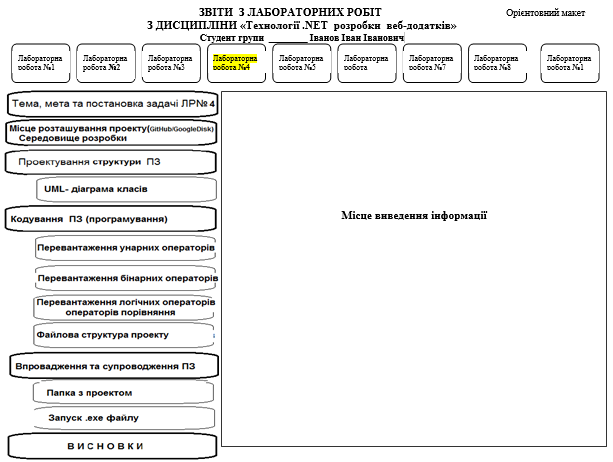 ЗВІТИ З ЛАБОРАТОРНИХ РОБІТ
Орієнтовний макет
З ДИСЦИПЛІНИ «Технології .NET розробки веб-додатків»
Студент групи ________ Іванов Іван Іванович
Лабораторна робота №1
Лабораторна робота №2
Лабораторна робота №3
Лабораторна робота №4
Лабораторна робота №5
Лабораторна робота
Лабораторна робота №7
Лабораторна робота №8
Лабораторна робота №1
Тема, мета та постановка задачі ЛР№ 4
Місце розташування проекту(GitHub/GoogleDisk)
Середовище розробки
Проектування структури ПЗ
UML- діаграма класів
Кодування ПЗ (програмування)
Перевантаження унарних операторів
Перевантаження бінарних операторів
Перевантаження логічних операторів
операторів порівняння
Файлова структура проекту
Впровадження та супроводження ПЗ
Папка з проектом
Запуск .exe файлу
В И С Н О В К И
Місце виведення інформації